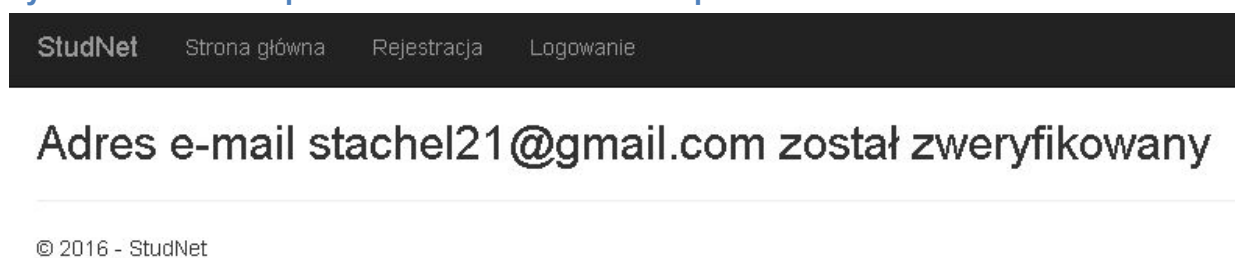 StudNet Strona główna Rejestracja Logowanie
Adres e-mail stachel21@gmail.com został zweryfikowany
© 2016 - StudNet